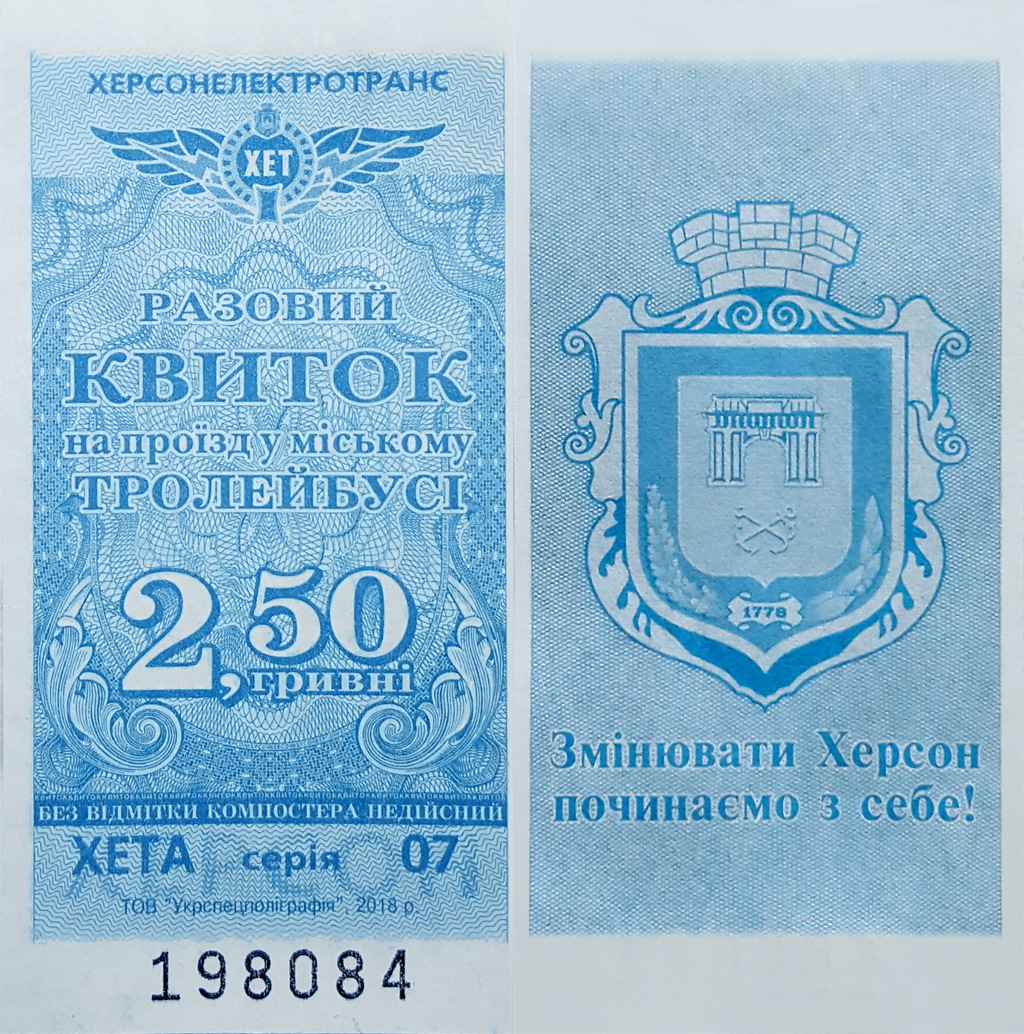 ХЕРСОНЕЛЕКТРОТРАНС
ХЕТ
РАЗОВИЙ
КВИТОК
на проїзд у міському
ТРОЛЕЙБУСІ
2,50
гривні
БЕЗ ВІДМІТКИ КОМПОСТЕРА НЕДІЙСНИЙ
ХЕТА серія 07
ТОВ "Укрспецполіграфія", 2018 р.
198084
1778
Змінювати Херсон
починаємо з себе!